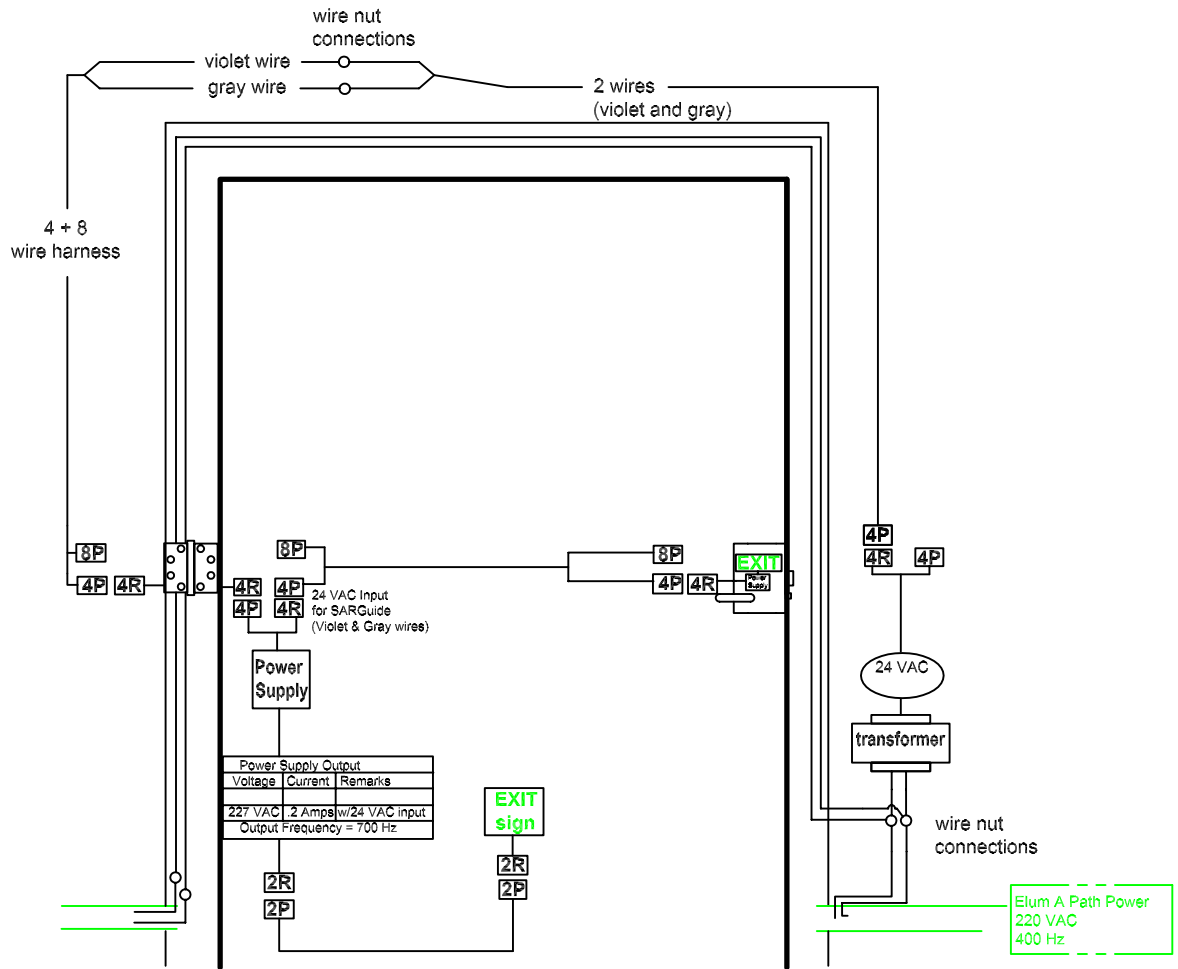 wire nut
connections
violet wire
gray wire
2 wires
(violet and gray)
4 + 8
wire harness
8P
4P 4R
8P
4R 4P
4P 4R
24 VAC Input
for SARGuide
(Violet & Gray wires)
8P
4P 4R
EXIT
Power
Supply
4P
4R 4P
Power
Supply
24 VAC
transformer
Power Supply Output
Voltage Current Remarks
227 VAC .2 Amps w/24 VAC input
Output Frequency = 700 Hz
EXIT
sign
wire nut
connections
2R
2P
2R
2P
Elum A Path Power
220 VAC
400 Hz